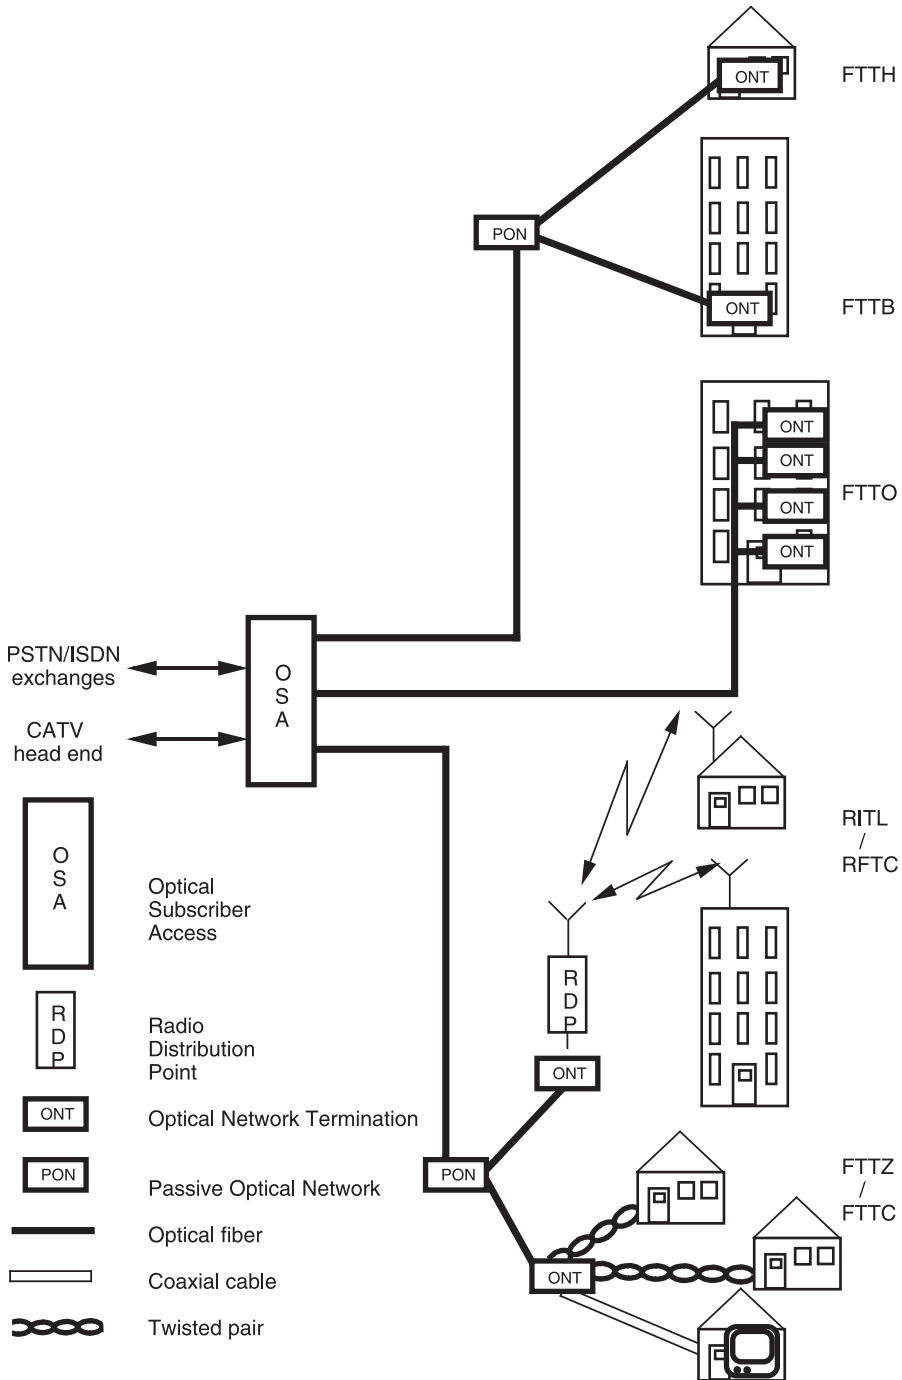 ONT
FTTH
PON
ONT
FTTB
ONT
ONT
FTTO
ONT
ONT
PSTN/ISDN
exchanges
O
S
A
CATV
head end
RITL
/
RFTC
O
S
A
Optical
Subscriber
Access
R
D
P
R
D
P
Radio
Distribution
Point
ONT
ONT
Optical Network Termination
PON
PON
Passive Optical Network
FTTZ
/
FTTC
Optical fiber
ONT
Coaxial cable
Twisted pair